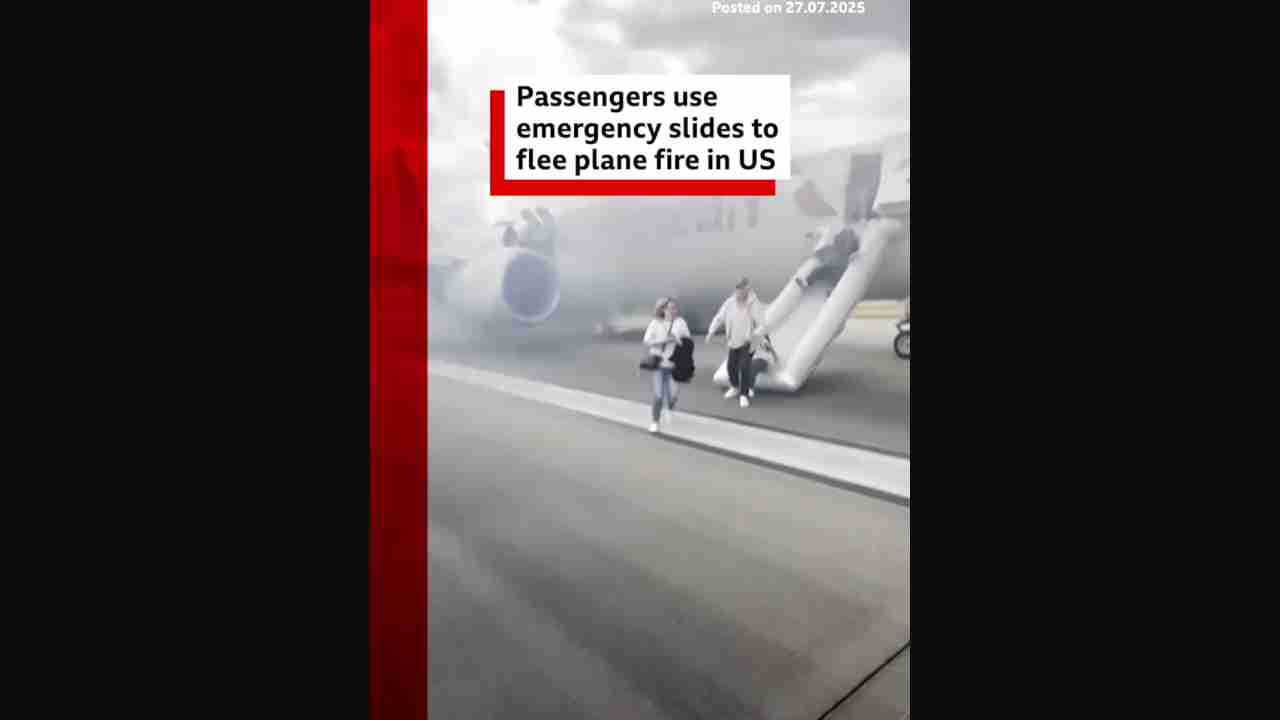 Posted on 27.07.2025
Passengers use
emergency slides to
flee plane fire in US